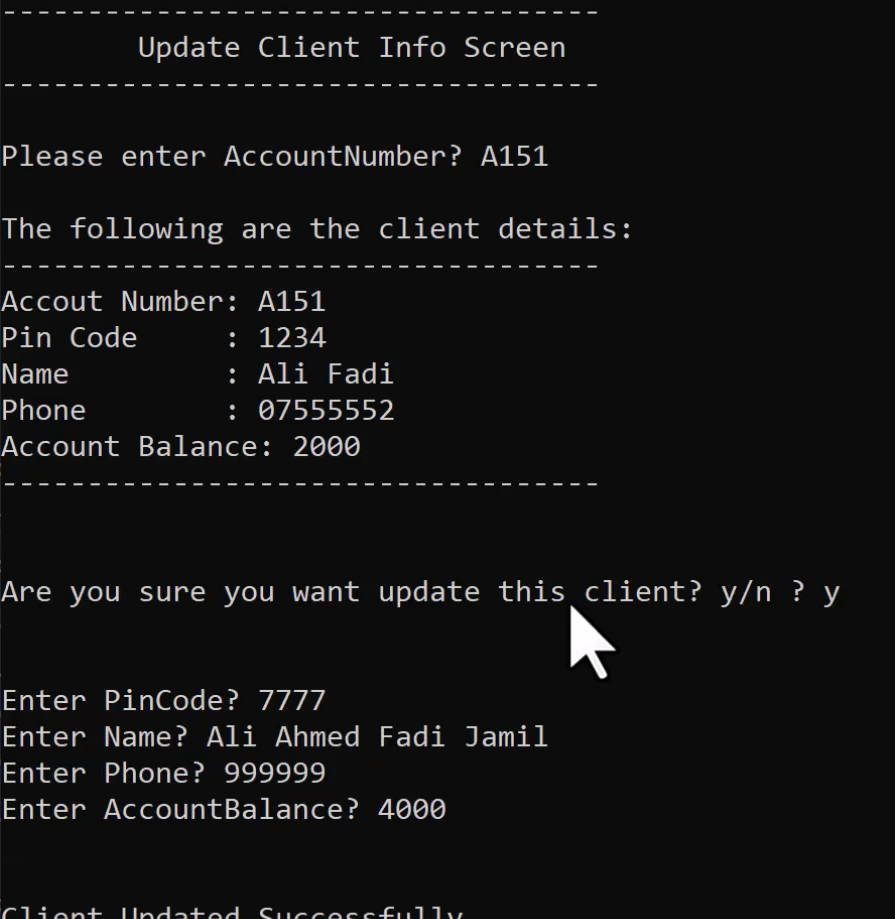 -----------------------------------
        Update Client Info Screen
-----------------------------------
Please enter AccountNumber? A151
The following are the client details:
-----------------------------------
Accout Number: A151
Pin Code     : 1234
Name         : Ali Fadi
Phone        : 07555552
Account Balance: 2000
-----------------------------------
Are you sure you want update this client? y/n ? y
Enter PinCode? 7777
Enter Name? Ali Ahmed Fadi Jamil
Enter Phone? 999999
Enter AccountBalance? 4000
Client Updated Successfully